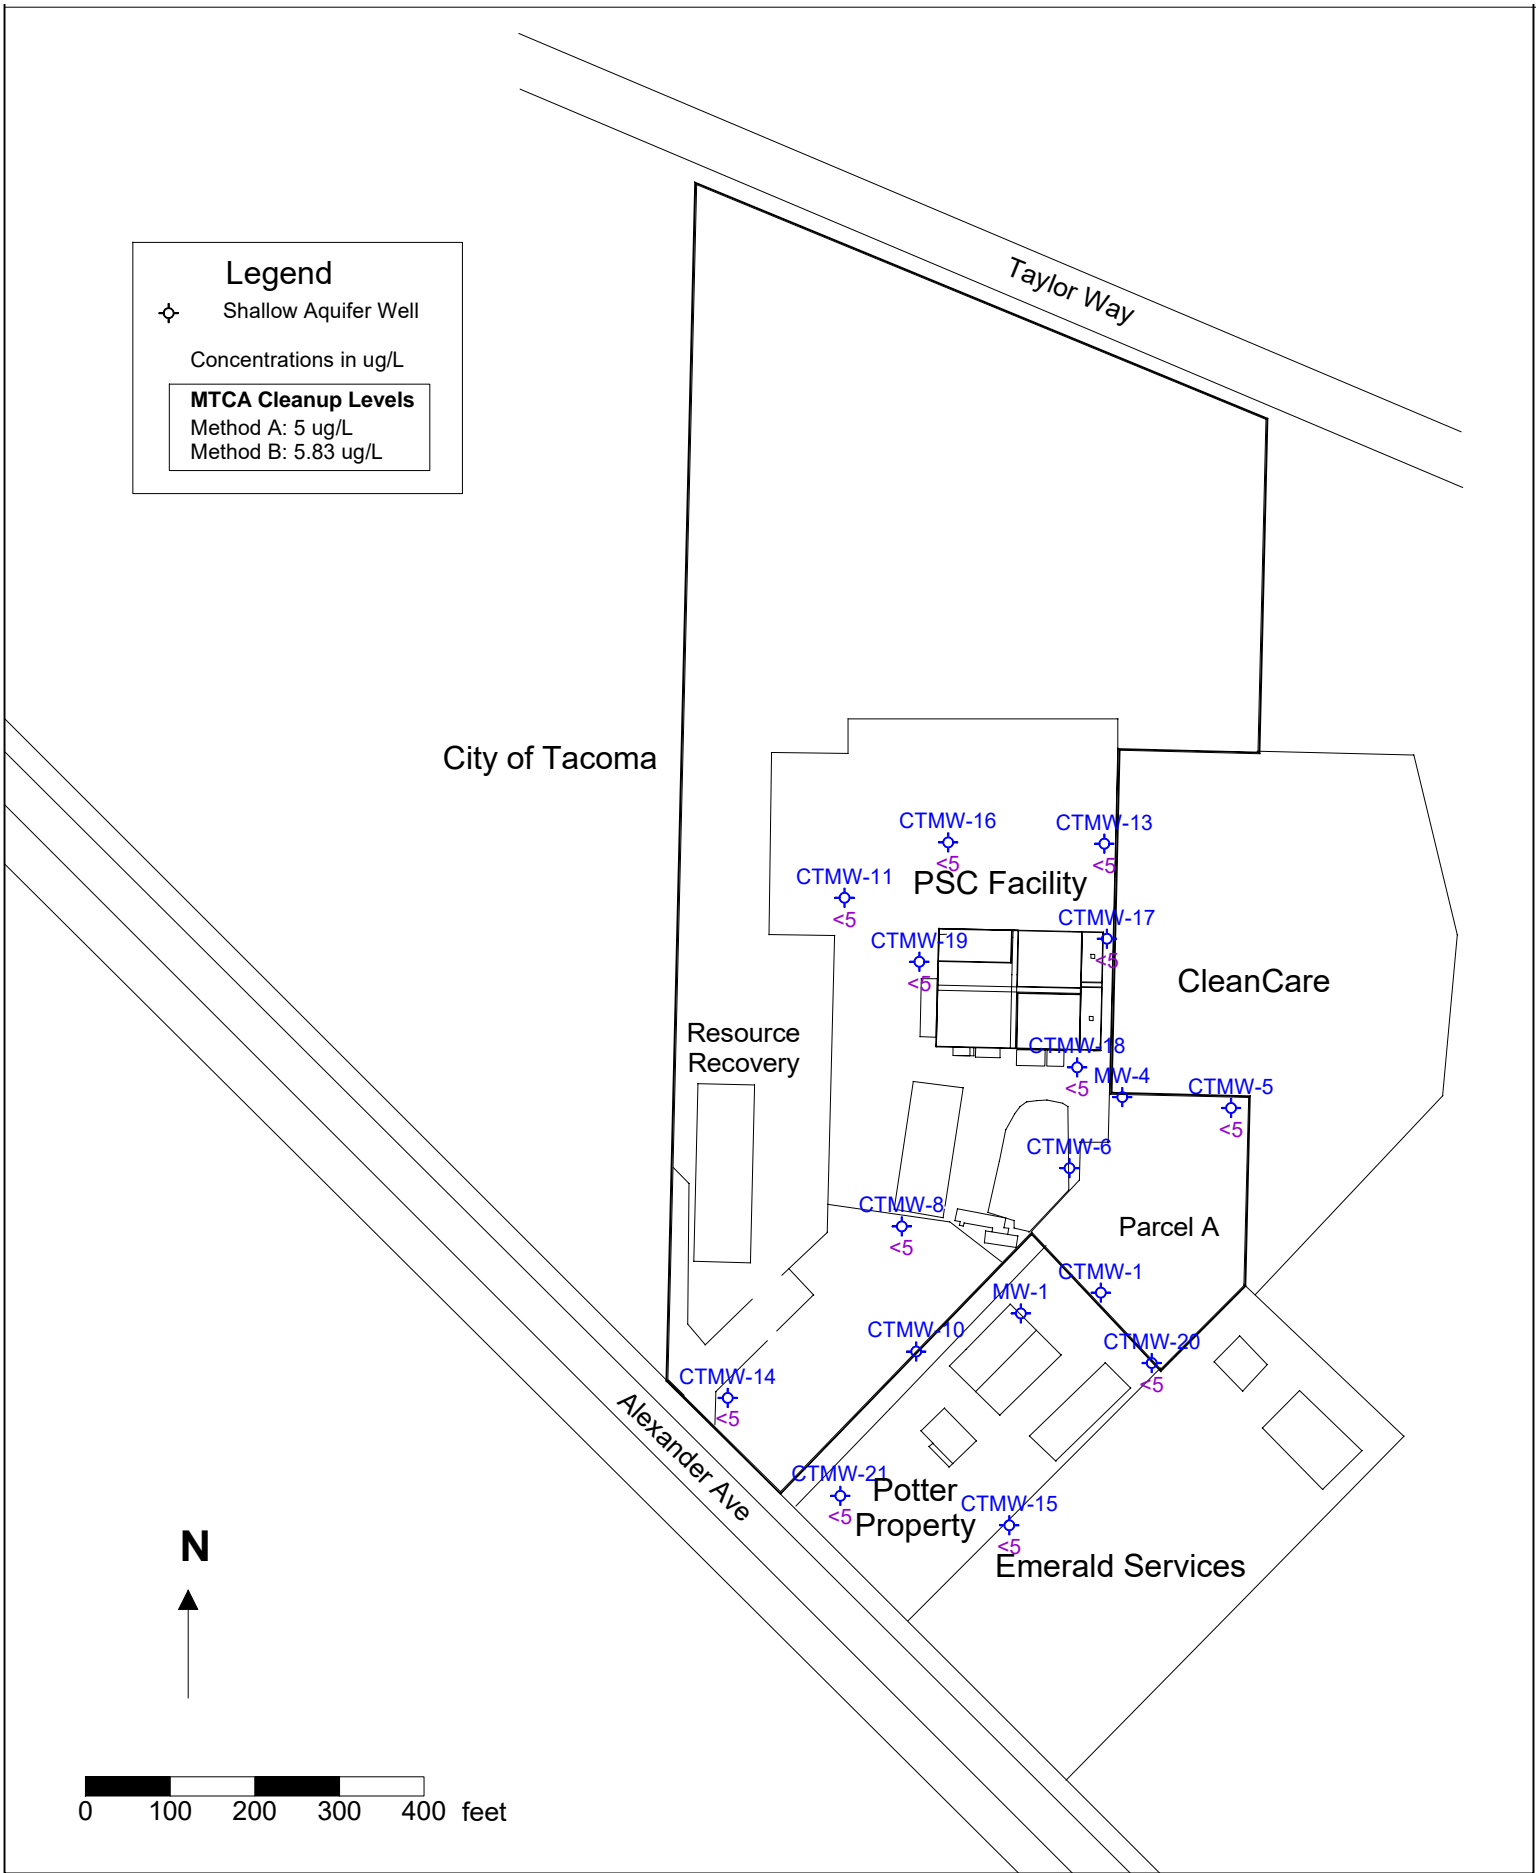 Taylor Way
Legend
Shallow Aquifer Well
Concentrations in ug/L
MTCA Cleanup Levels
Method A: 5 ug/L
Method B: 5.83 ug/L
City of Tacoma
CTMW-16
<5
CTMW-13
<5
PSC Facility
CTMW-11
<5
CTMW-17
<5
CTMW-19
<5
CleanCare
Resource
Recovery
CTMW-18
<5
MW-4
CTMW-5
<5
CTMW-6
CTMW-8
<5
Parcel A
CTMW-1
MW-1
CTMW-10
CTMW-20
<5
CTMW-14
<5
Alexander Ave
CTMW-21
<5
Potter
Property
CTMW-15
<5
Emerald Services
N
0 100 200 300 400 feet